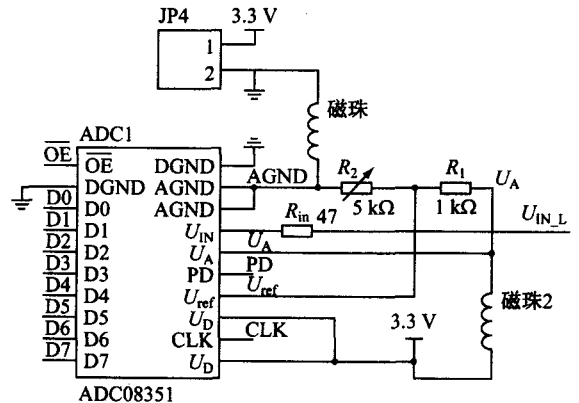 JP4
3.3 V
1
2
磁珠
ADC1
OE
OE
DGND
DGND
AGND
AGND
AGND
R2
5 kΩ
R1
1 kΩ
UA
D0
D0
D1
D1
UIN
Rin 47
UIN_L
D2
D2
UA
UA
D3
D3
PD
PD
D4
D4
Uref
Uref
D5
D5
UD
D6
D6
CLK
CLK
D7
D7
UD
3.3 V
磁珠2
ADC08351